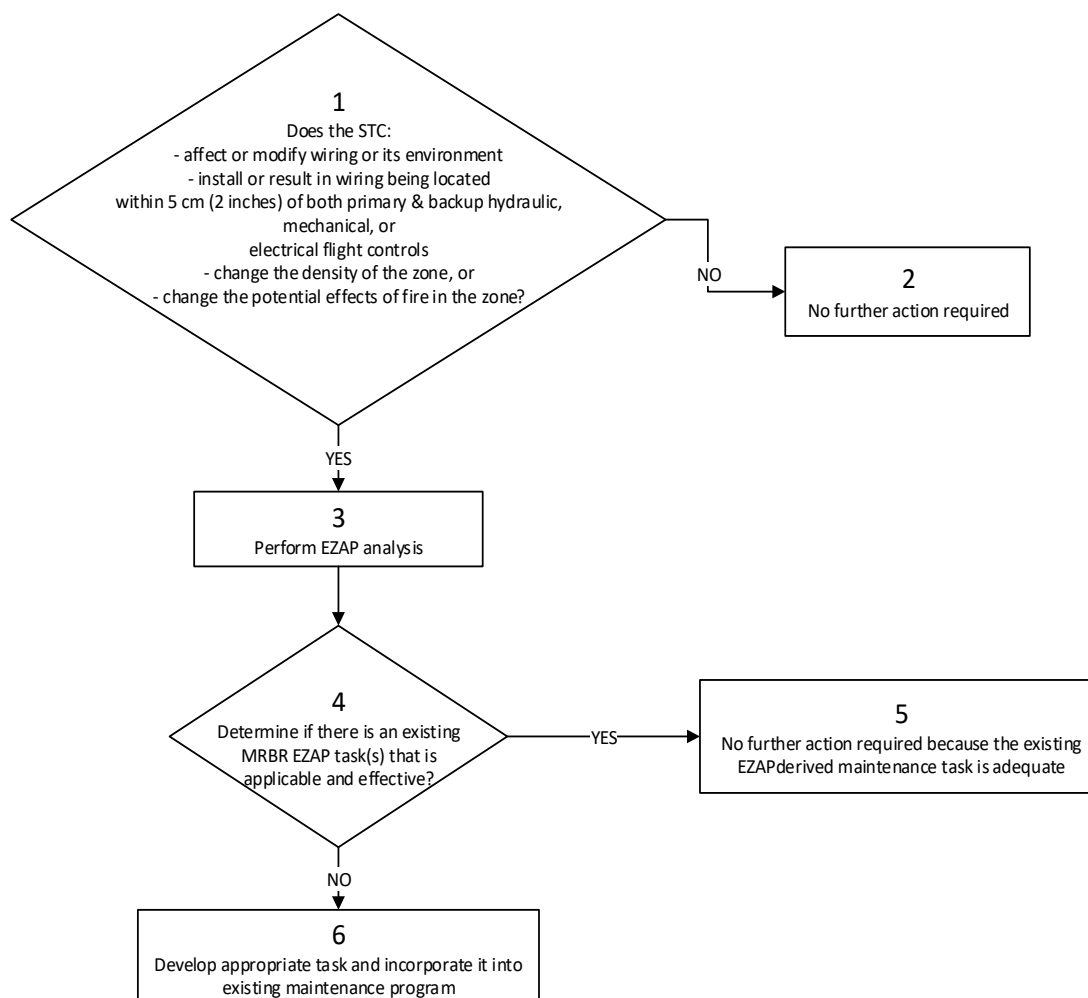 1
Does the STC:
- affect or modify wiring or its environment
- install or result in wiring being located
within 5 cm (2 inches) of both primary & backup hydraulic,
mechanical, or
electrical flight controls
- change the density of the zone, or
- change the potential effects of fire in the zone?
NO
2
No further action required
YES
3
Perform EZAP analysis
4
Determine if there is an existing
MRBR EZAP task(s) that is
applicable and effective?
YES
5
No further action required because the existing
EZAPderived maintenance task is adequate
NO
6
Develop appropriate task and incorporate it into
existing maintenance program